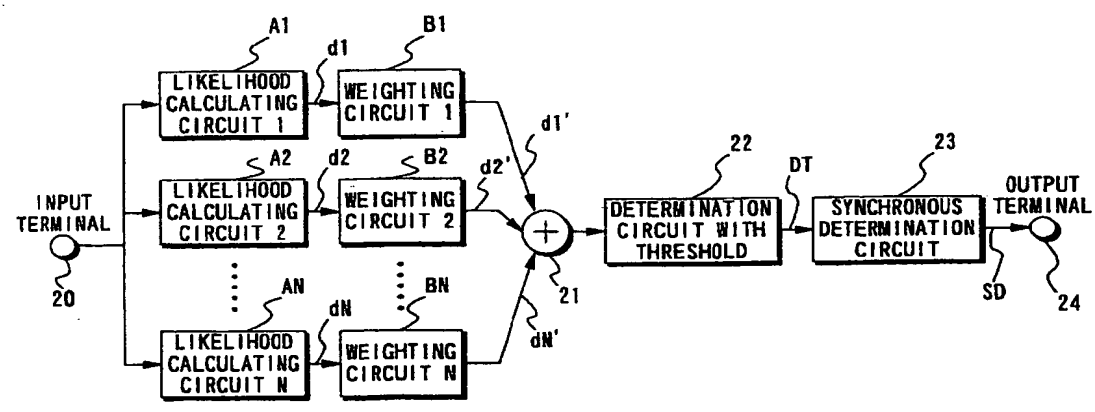 A1
d1
B1
LIKELIHOOD
CALCULATING
CIRCUIT 1
WEIGHTING
CIRCUIT 1
d1'
A2
d2
B2
d2'
LIKELIHOOD
CALCULATING
CIRCUIT 2
WEIGHTING
CIRCUIT 2
INPUT
TERMINAL
20
+
21
22
DETERMINATION
CIRCUIT WITH
THRESHOLD
DT
23
SYNCHRONOUS
DETERMINATION
CIRCUIT
SD
OUTPUT
TERMINAL
24
AN
dN
BN
dN'
LIKELIHOOD
CALCULATING
CIRCUIT N
WEIGHTING
CIRCUIT N